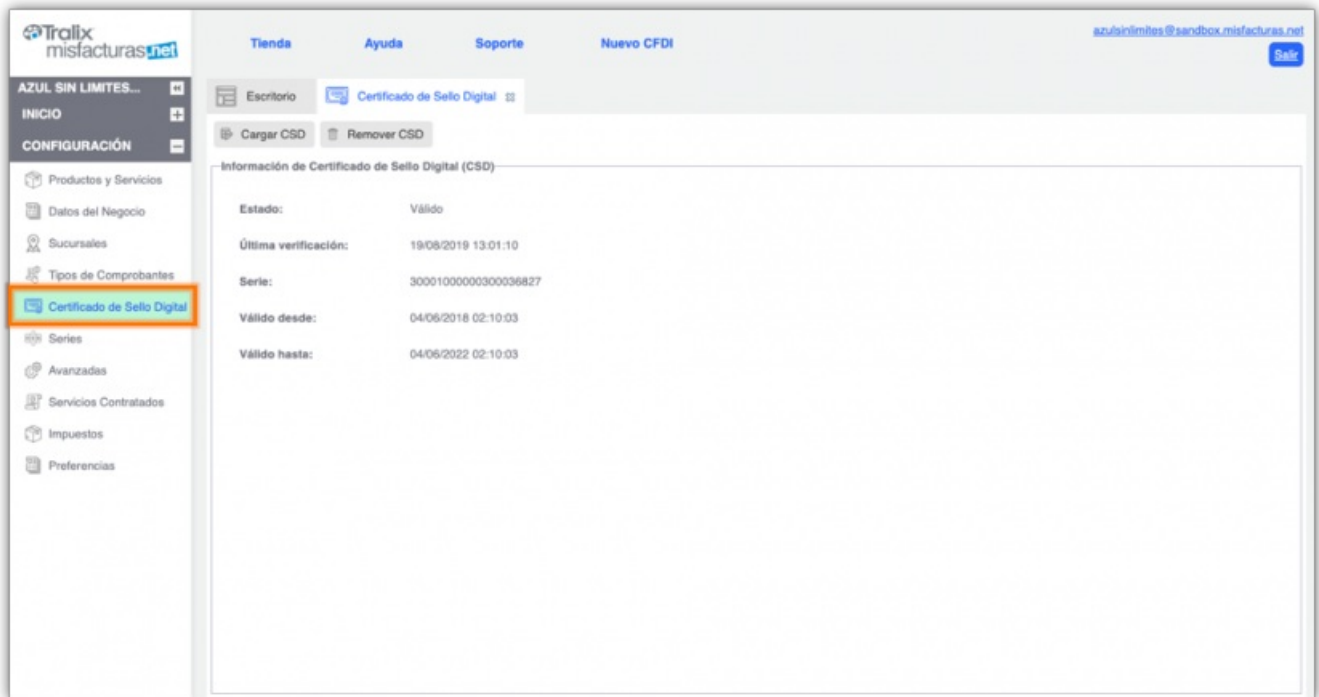 Tralix
misfacturas.net
Tienda Ayuda Soporte Nuevo CFDI
azulsinlimites@sandbox.misfacturas.net
Salir
AZUL SIN LIMITES...
INICIO
CONFIGURACIÓN
Productos y Servicios
Datos del Negocio
Sucursales
Tipos de Comprobantes
Certificado de Sello Digital
Series
Avanzadas
Servicios Contratados
Impuestos
Preferencias
Escritorio Certificado de Sello Digital
Cargar CSD Remover CSD
Información de Certificado de Sello Digital (CSD)
Estado: Válido
Última verificación: 19/08/2019 13:01:10
Serie: 30001000000300036827
Válido desde: 04/06/2018 02:10:03
Válido hasta: 04/06/2022 02:10:03